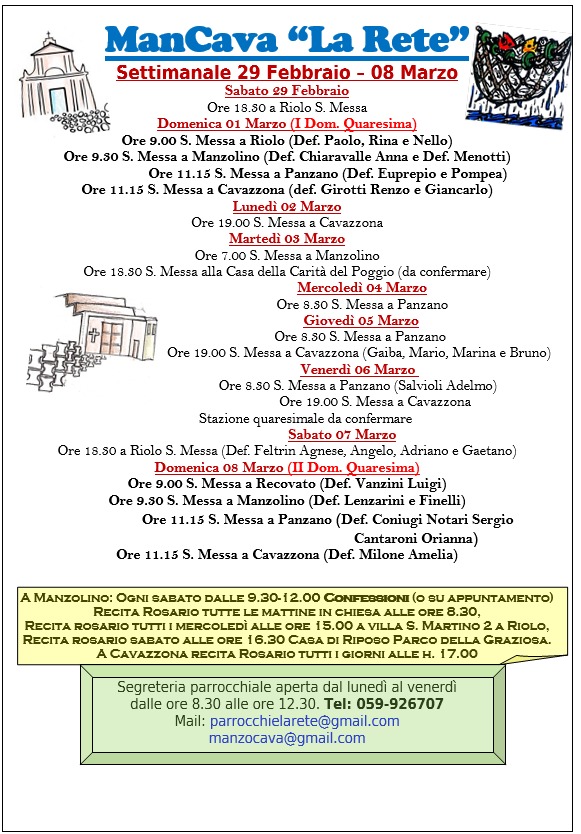 ManCava “La Rete”
Settimanale 29 Febbraio – 08 Marzo
Sabato 29 Febbraio
Ore 18.30 a Riolo S. Messa
Domenica 01 Marzo (I Dom. Quaresima)
Ore 9.00 S. Messa a Riolo (Def. Paolo, Rina e Nello)
Ore 9.30 S. Messa a Manzolino (Def. Chiaravalle Anna e Def. Menotti)
Ore 11.15 S. Messa a Panzano (Def. Euprepio e Pompea)
Ore 11.15 S. Messa a Cavazzona (def. Girotti Renzo e Giancarlo)
Lunedì 02 Marzo
Ore 19.00 S. Messa a Cavazzona
Martedì 03 Marzo
Ore 7.00 S. Messa a Manzolino
Ore 18.30 S. Messa alla Casa della Carità del Poggio (da confermare)
Mercoledì 04 Marzo
Ore 8.30 S. Messa a Panzano
Giovedì 05 Marzo
Ore 8.30 S. Messa a Panzano
Ore 19.00 S. Messa a Cavazzona (Gaiba, Mario, Marina e Bruno)
Venerdì 06 Marzo
Ore 8.30 S. Messa a Panzano (Salvioli Adelmo)
Ore 19.00 S. Messa a Cavazzona
Stazione quaresimale da confermare
Sabato 07 Marzo
Ore 18.30 a Riolo S. Messa (Def. Feltrin Agnese, Angelo, Adriano e Gaetano)
Domenica 08 Marzo (II Dom. Quaresima)
Ore 9.00 S. Messa a Recovato (Def. Vanzini Luigi)
Ore 9.30 S. Messa a Manzolino (Def. Lenzarini e Finelli)
Ore 11.15 S. Messa a Panzano (Def. Coniugi Notari Sergio
Cantaroni Orianna)
Ore 11.15 S. Messa a Cavazzona (Def. Milone Amelia)
A Manzolino: Ogni sabato dalle 9.30-12.00 Confessioni (o su appuntamento)
Recita Rosario tutte le mattine in chiesa alle ore 8.30,
Recita rosario tutti i mercoledì alle ore 15.00 a villa S. Martino 2 a Riolo,
Recita rosario sabato alle ore 16.30 Casa di Riposo Parco della Graziosa.
A Cavazzona recita Rosario tutti i giorni alle h. 17.00
Segreteria parrocchiale aperta dal lunedì al venerdì
dalle ore 8.30 alle ore 12.30. Tel: 059-926707
Mail: parrocchielarete@gmail.com
manzocava@gmail.com